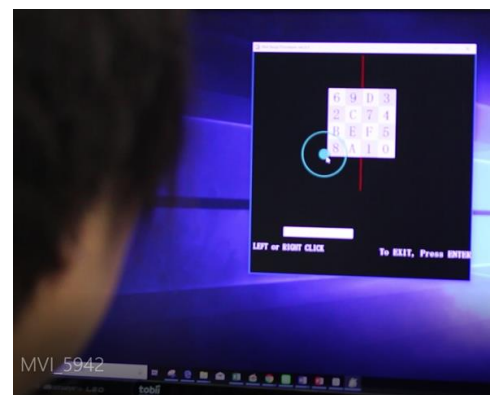 6 9 D 3
2 C 7 4
B E F 5
8 A 1 0
LEFT or RIGHT CLICK
To EXIT, Press ENTER
MVI_5942
tobii